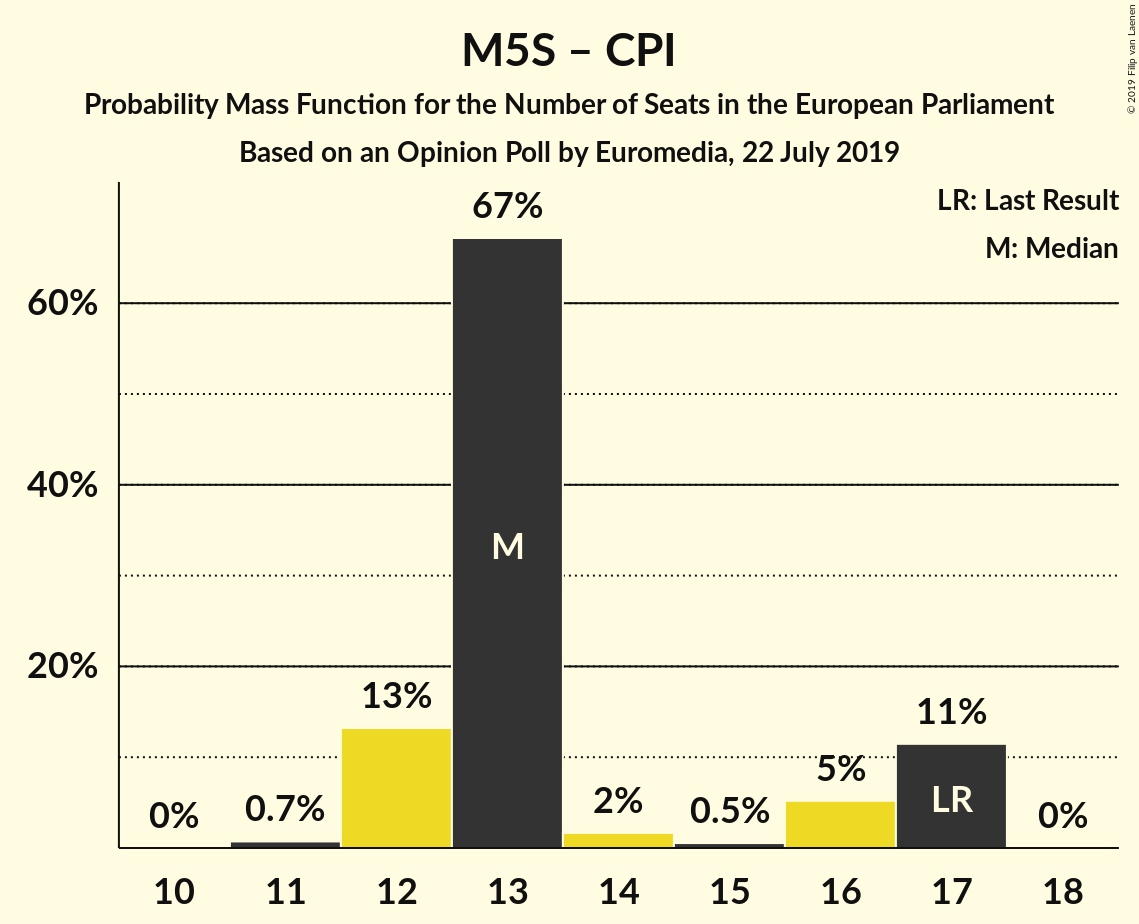 M5S – CPI
Probability Mass Function for the Number of Seats in the European Parliament
Based on an Opinion Poll by Euromedia, 22 July 2019
© 2019 Filip van Laenen
LR: Last Result
M: Median
60%
40%
20%
0%
0.7%
13%
67%
M
2%
0.5%
5%
11%
LR
0%
10 11 12 13 14 15 16 17 18